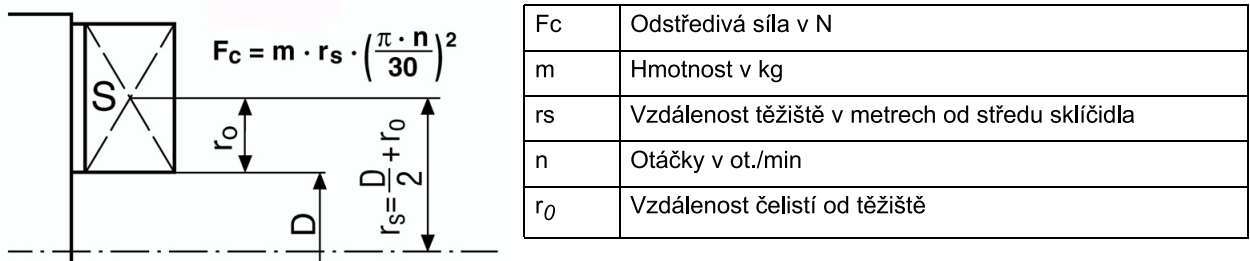 Fc = m · rs · (π · n / 30)²
S
r₀
rs = D/2 + r₀
D
Fc Odstředivá síla v N
m Hmotnost v kg
rs Vzdálenost těžiště v metrech od středu sklíčidla
n Otáčky v ot./min
r₀ Vzdálenost čelistí od těžiště